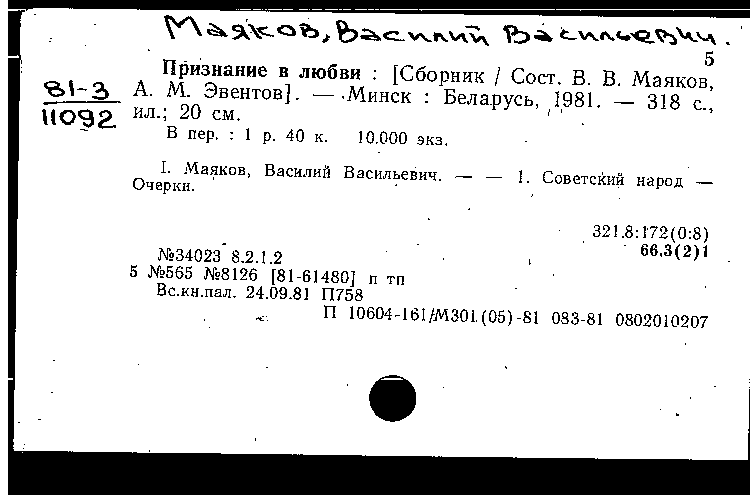 Маяков, Василий Васильевич.
5
Признание в любви : [Сборник / Сост. В. В. Маяков,
81-3 А. М. Эвентов]. — Минск : Беларусь, 1981. — 318 с.,
11092 ил.; 20 см.
В пер. : 1 р. 40 к. 10.000 экз.
I. Маяков, Василий Васильевич. — — 1. Советский народ —
Очерки.
321.8:172(0:8)
66.3(2)1
№34023 8.2.1.2
5 №565 №8126 [81-61480] п тп
Вс.кн.пал. 24.09.81 П758
П 10604-161/М301(05)-81 083-81 0802010207